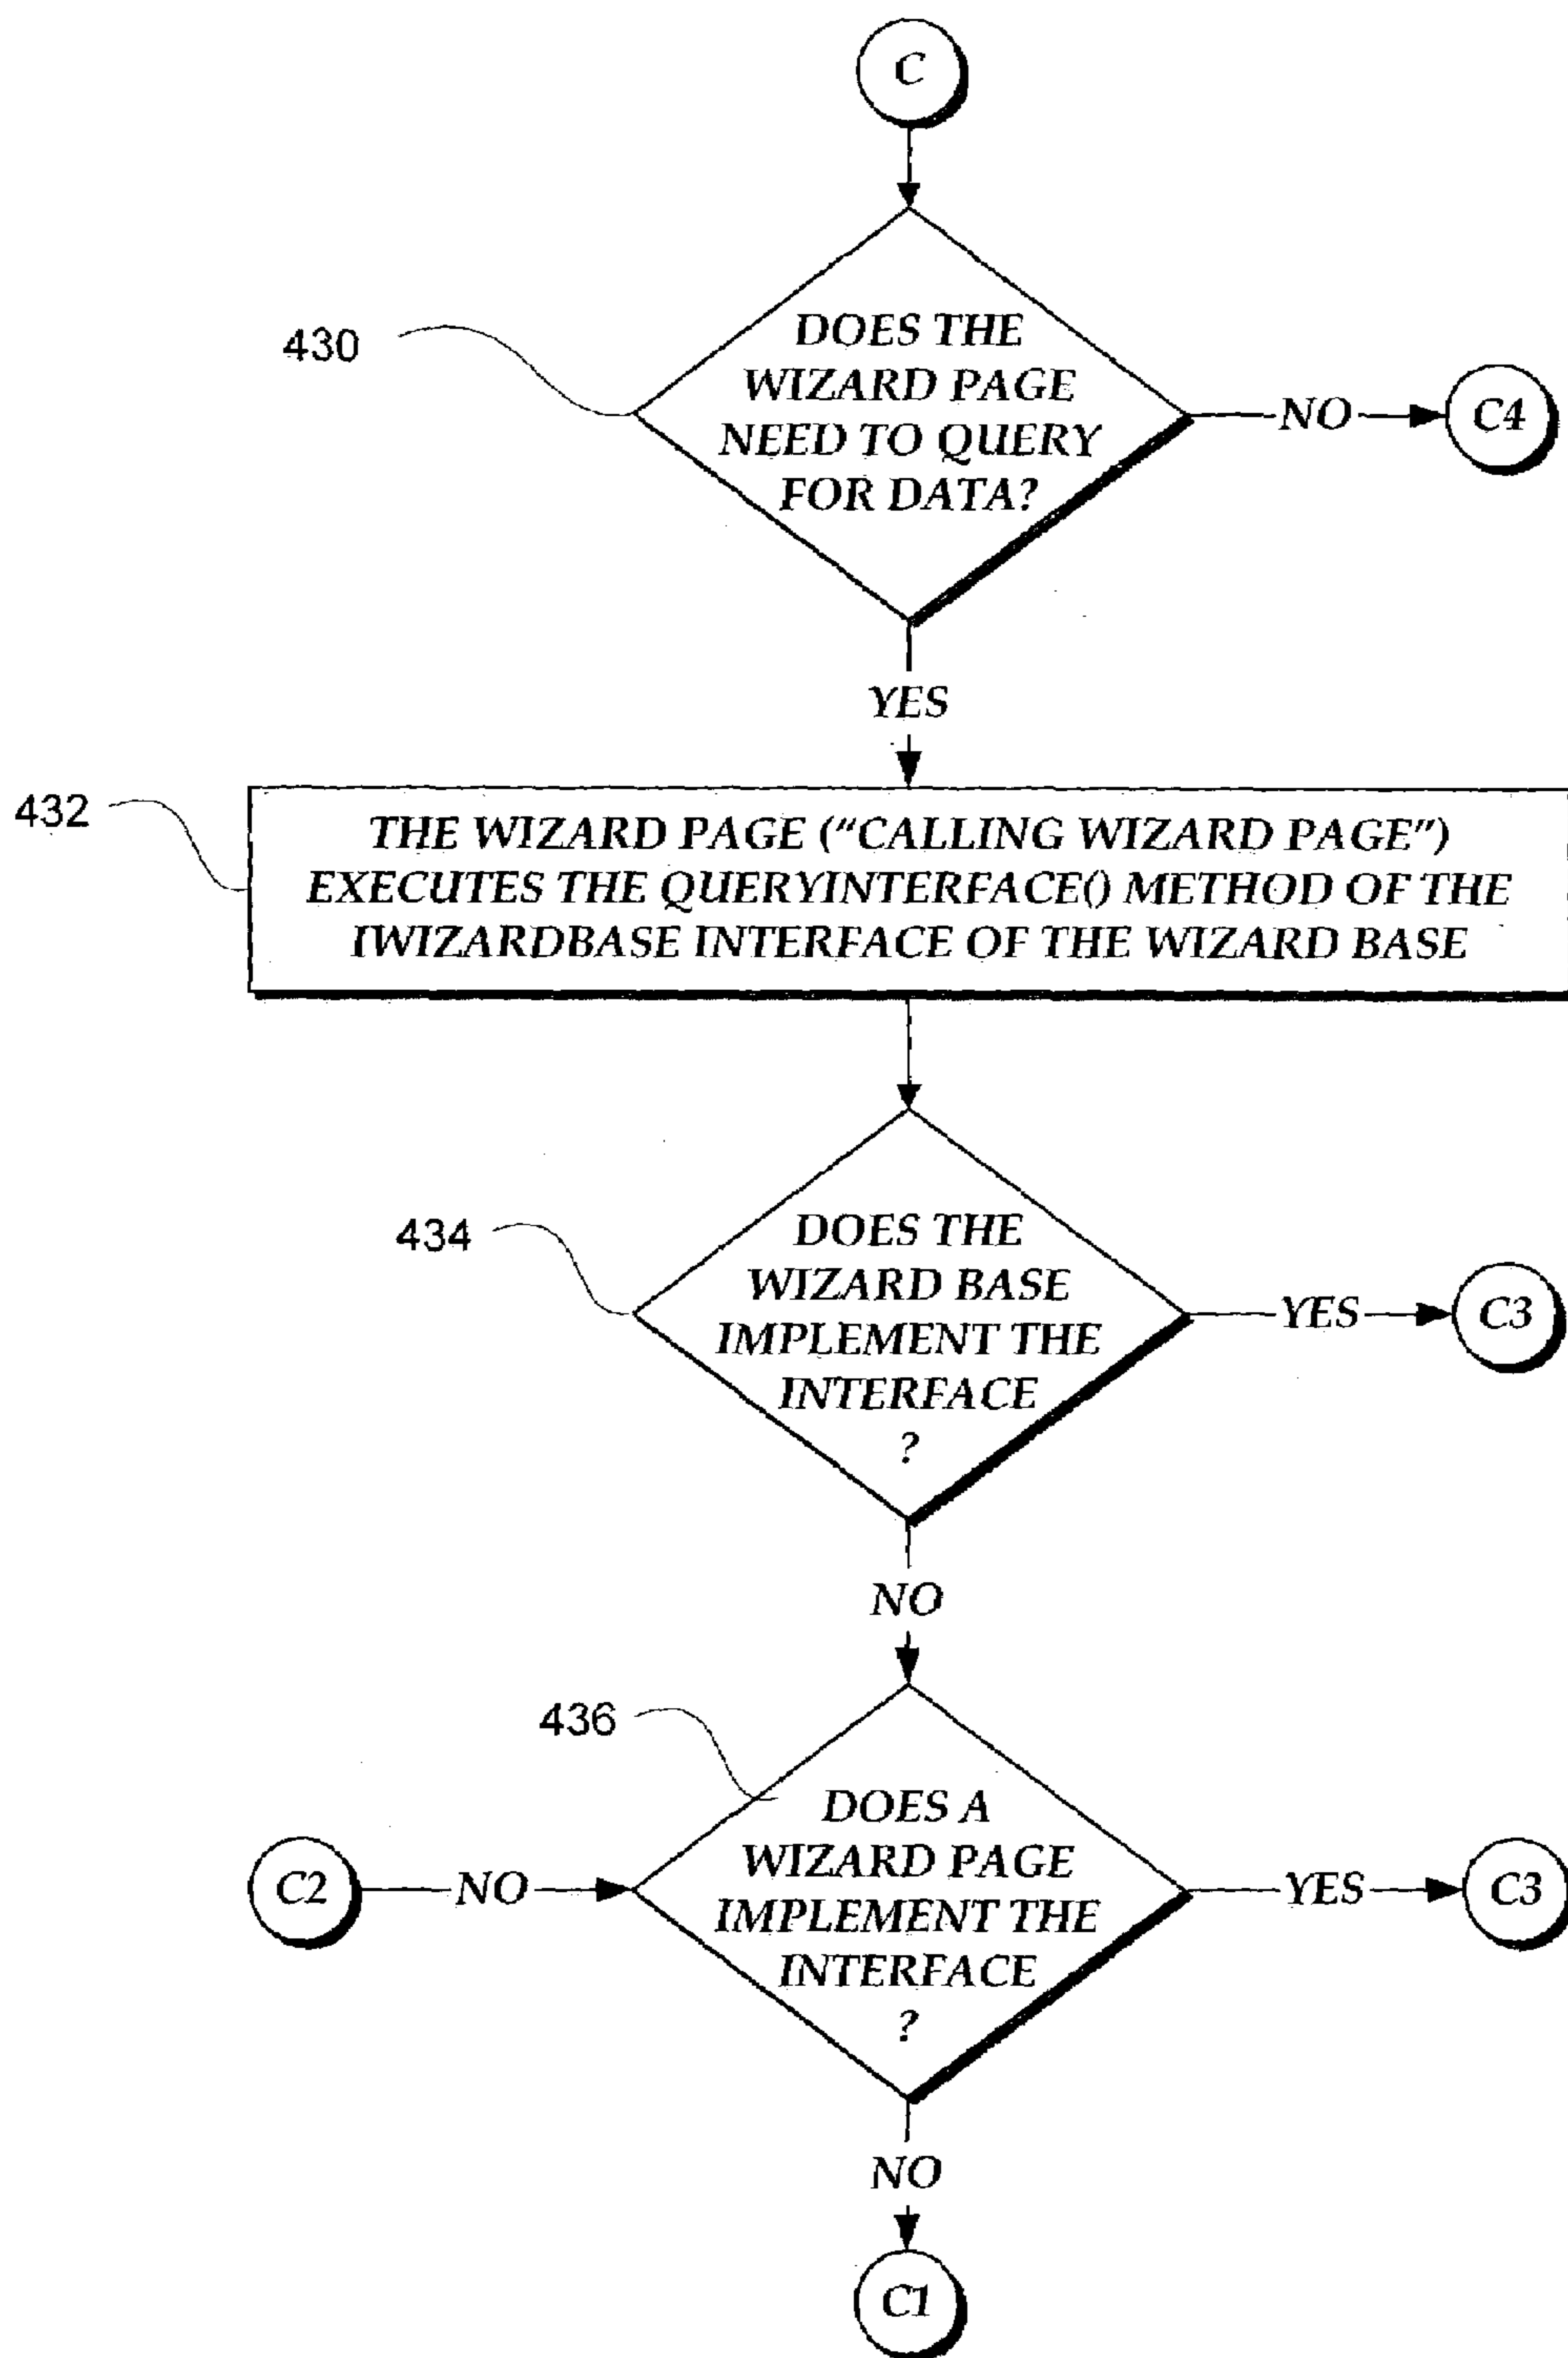 C
430
DOES THE
WIZARD PAGE
NEED TO QUERY
FOR DATA?
NO
C4
YES
432
THE WIZARD PAGE ("CALLING WIZARD PAGE")
EXECUTES THE QUERYINTERFACE() METHOD OF THE
IWIZARDBASE INTERFACE OF THE WIZARD BASE
434
DOES THE
WIZARD BASE
IMPLEMENT THE
INTERFACE
?
YES
C3
NO
436
DOES A
WIZARD PAGE
IMPLEMENT THE
INTERFACE
?
C2
NO
YES
C3
NO
C1